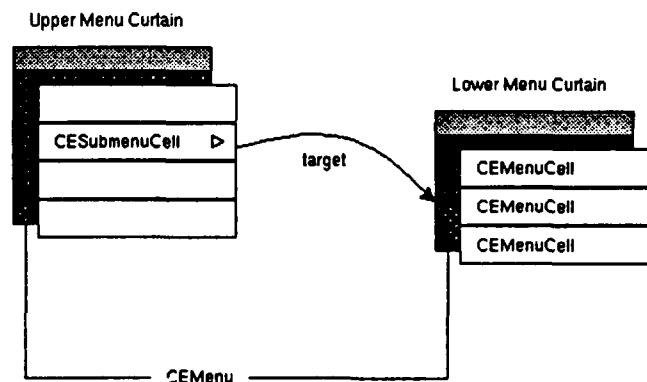 Upper Menu Curtain
Lower Menu Curtain
CESubmenuCell
target
CEMenuCell
CEMenuCell
CEMenuCell
CEMenu